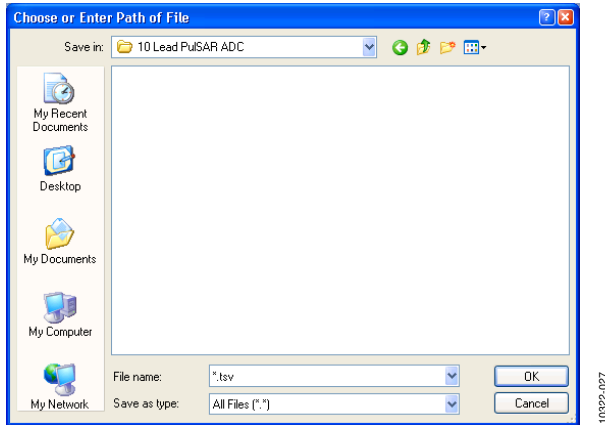 Choose or Enter Path of File
Save in: 10 Lead PulSAR ADC
My Recent
Documents
Desktop
My Documents
My Computer
My Network
File name: *.tsv OK
Save as type: All Files (*.*) Cancel
10322-027